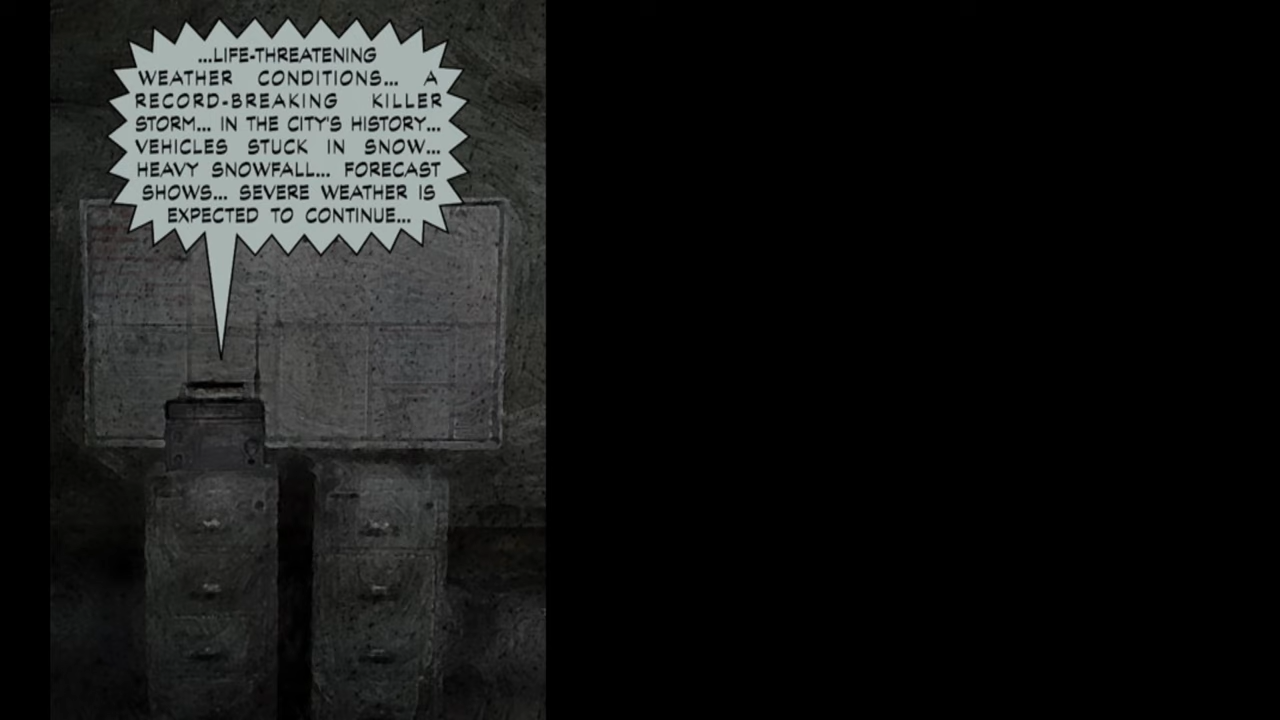 ...LIFE-THREATENING
WEATHER CONDITIONS... A
RECORD-BREAKING KILLER
STORM... IN THE CITY'S HISTORY...
VEHICLES STUCK IN SNOW...
HEAVY SNOWFALL... FORECAST
SHOWS... SEVERE WEATHER IS
EXPECTED TO CONTINUE...